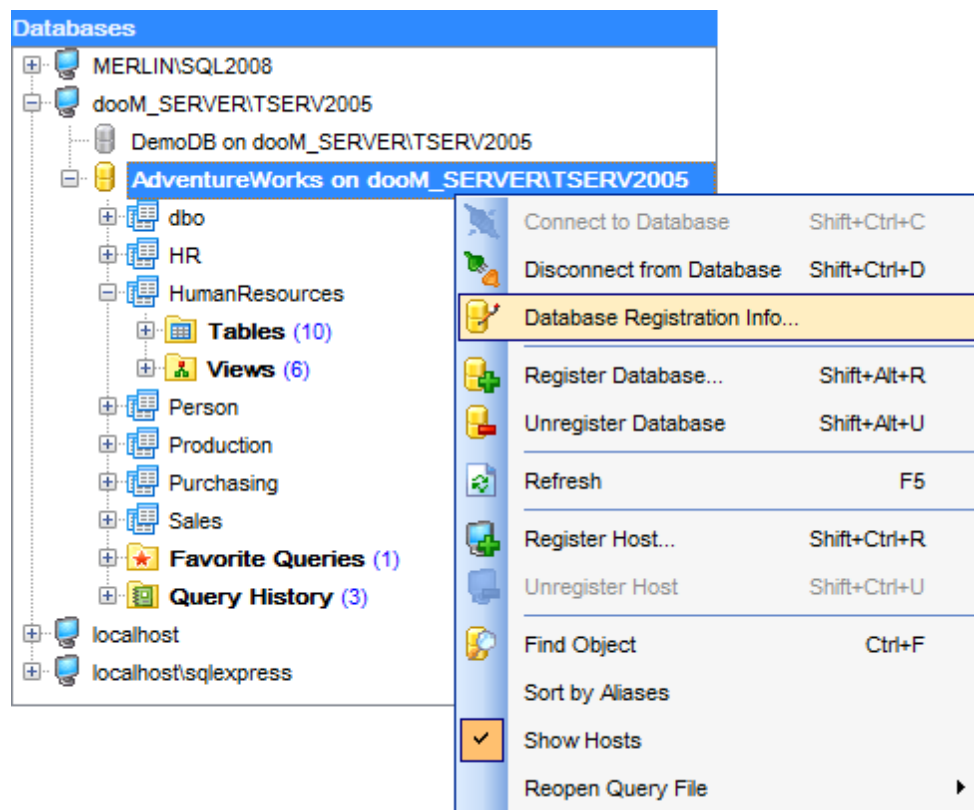 Databases
MERLIN\SQL2008
dooM_SERVER\TSERV2005
DemoDB on dooM_SERVER\TSERV2005
AdventureWorks on dooM_SERVER\TSERV2005
dbo
HR
HumanResources
Tables (10)
Views (6)
Person
Production
Purchasing
Sales
Favorite Queries (1)
Query History (3)
localhost
localhost\sqlexpress
Connect to Database Shift+Ctrl+C
Disconnect from Database Shift+Ctrl+D
Database Registration Info...
Register Database... Shift+Alt+R
Unregister Database Shift+Alt+U
Refresh F5
Register Host... Shift+Ctrl+R
Unregister Host Shift+Ctrl+U
Find Object Ctrl+F
Sort by Aliases
Show Hosts
Reopen Query File